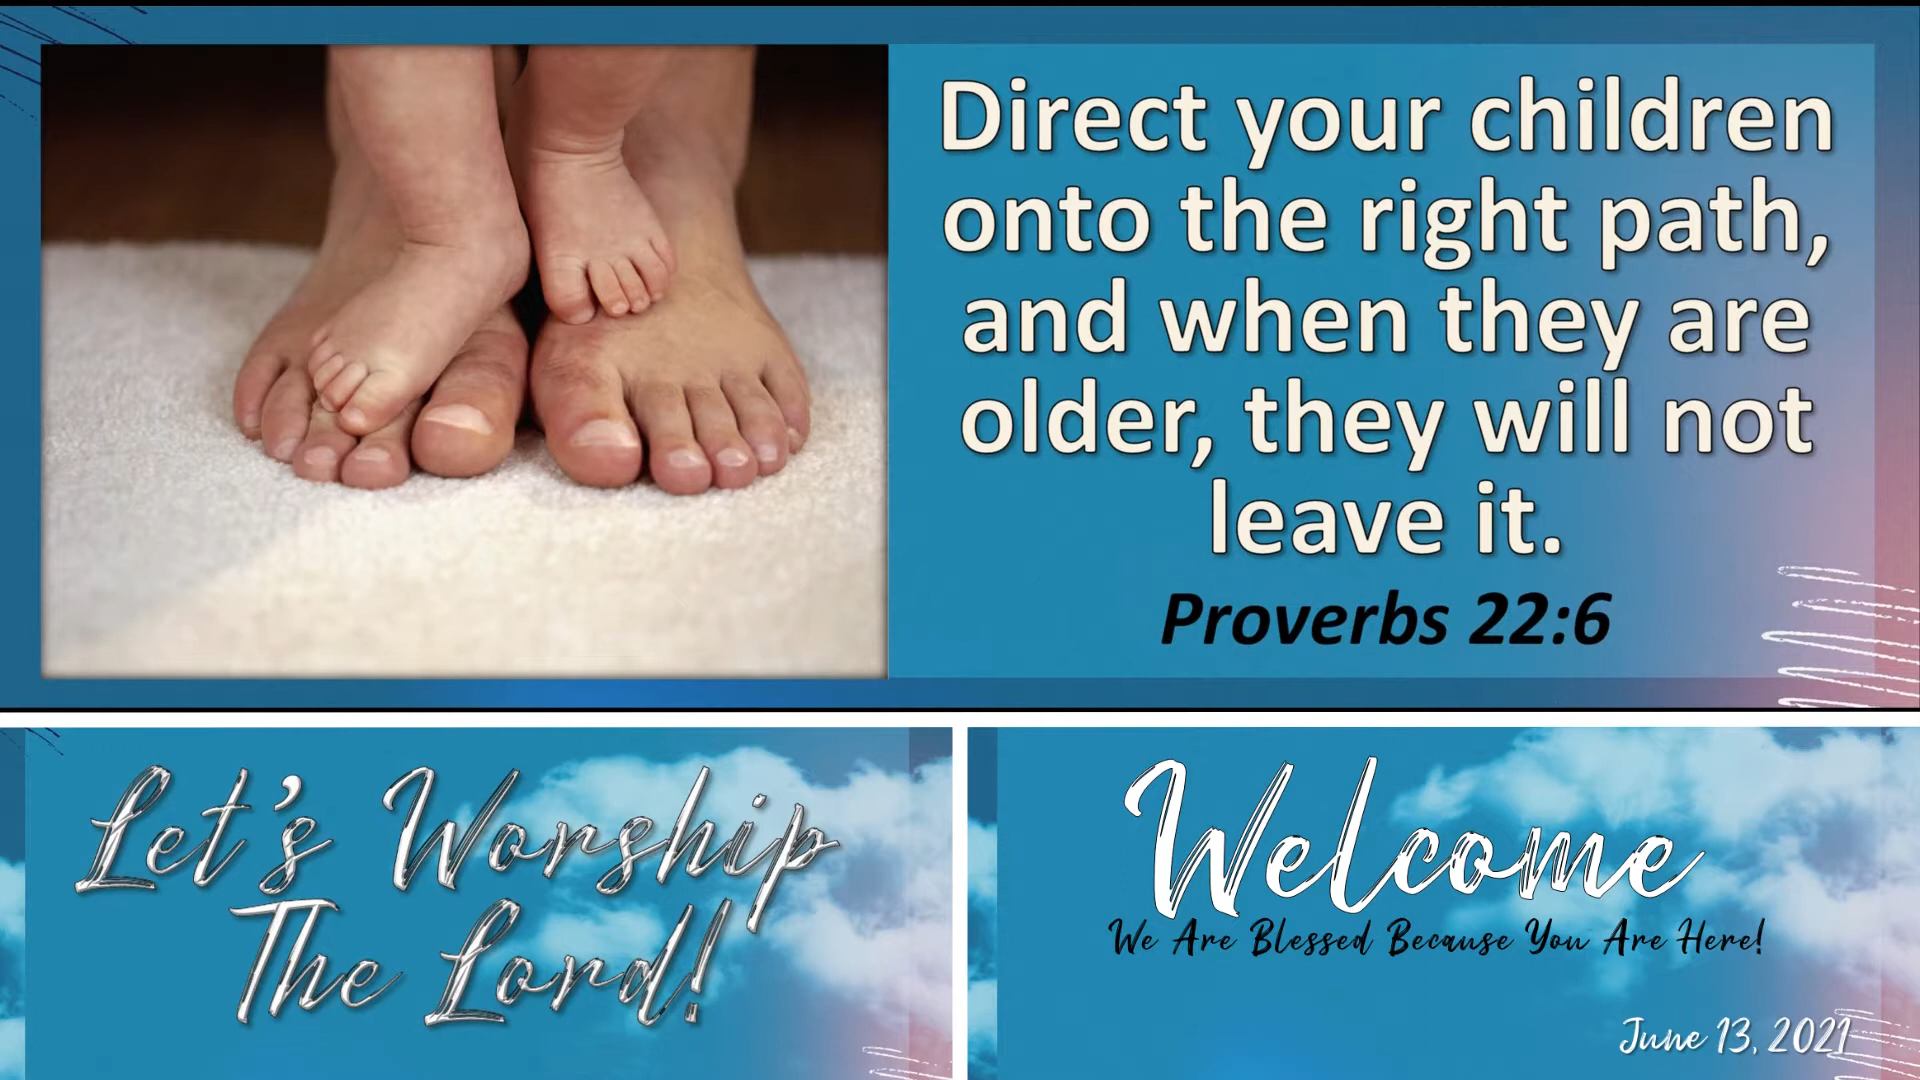 Direct your children
onto the right path,
and when they are
older, they will not
leave it.
Proverbs 22:6
Let's Worship
The Lord!
Welcome
We Are Blessed Because You Are Here!
June 13, 2021